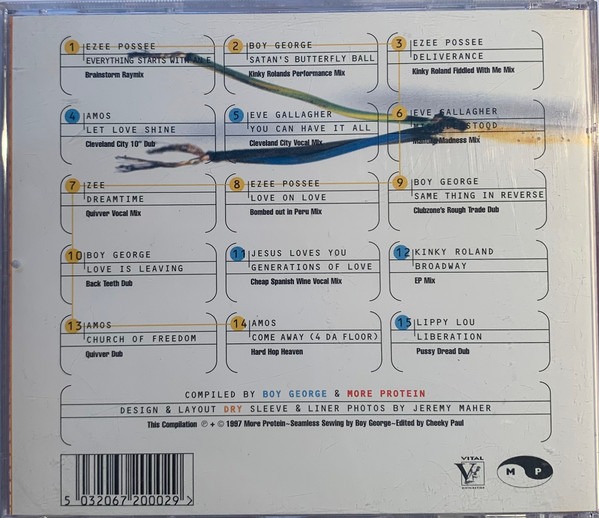 1 EZEE POSSEE
EVERYTHING STARTS WITH AN E
Brainstorm Raymix
2 BOY GEORGE
SATAN'S BUTTERFLY BALL
Kinky Rolands Performance Mix
3 EZEE POSSEE
DELIVERANCE
Kinky Roland Fiddled With Me Mix
4 AMOS
LET LOVE SHINE
Cleveland City 10" Dub
5 EVE GALLAGHER
YOU CAN HAVE IT ALL
Cleveland City Vocal Mix
6 EVE GALLAGHER
Madness Mix
7 ZEE
DREAMTIME
Quivver Vocal Mix
8 EZEE POSSEE
LOVE ON LOVE
Bombed out in Peru Mix
9 BOY GEORGE
SAME THING IN REVERSE
Clubzone's Rough Trade Dub
10 BOY GEORGE
LOVE IS LEAVING
Back Teeth Dub
11 JESUS LOVES YOU
GENERATIONS OF LOVE
Cheap Spanish Wine Vocal Mix
12 KINKY ROLAND
BROADWAY
EP Mix
13 AMOS
CHURCH OF FREEDOM
Quivver Dub
14 AMOS
COME AWAY (4 DA FLOOR)
Hard Hop Heaven
15 LIPPY LOU
LIBERATION
Pussy Dread Dub
COMPILED BY BOY GEORGE & MORE PROTEIN
DESIGN & LAYOUT DRY SLEEVE & LINER PHOTOS BY JEREMY MAHER
This Compilation ℗ + © 1997 More Protein~Seamless Sewing by Boy George~Edited by Cheeky Paul
5 032067 200029 >
VITAL
M P